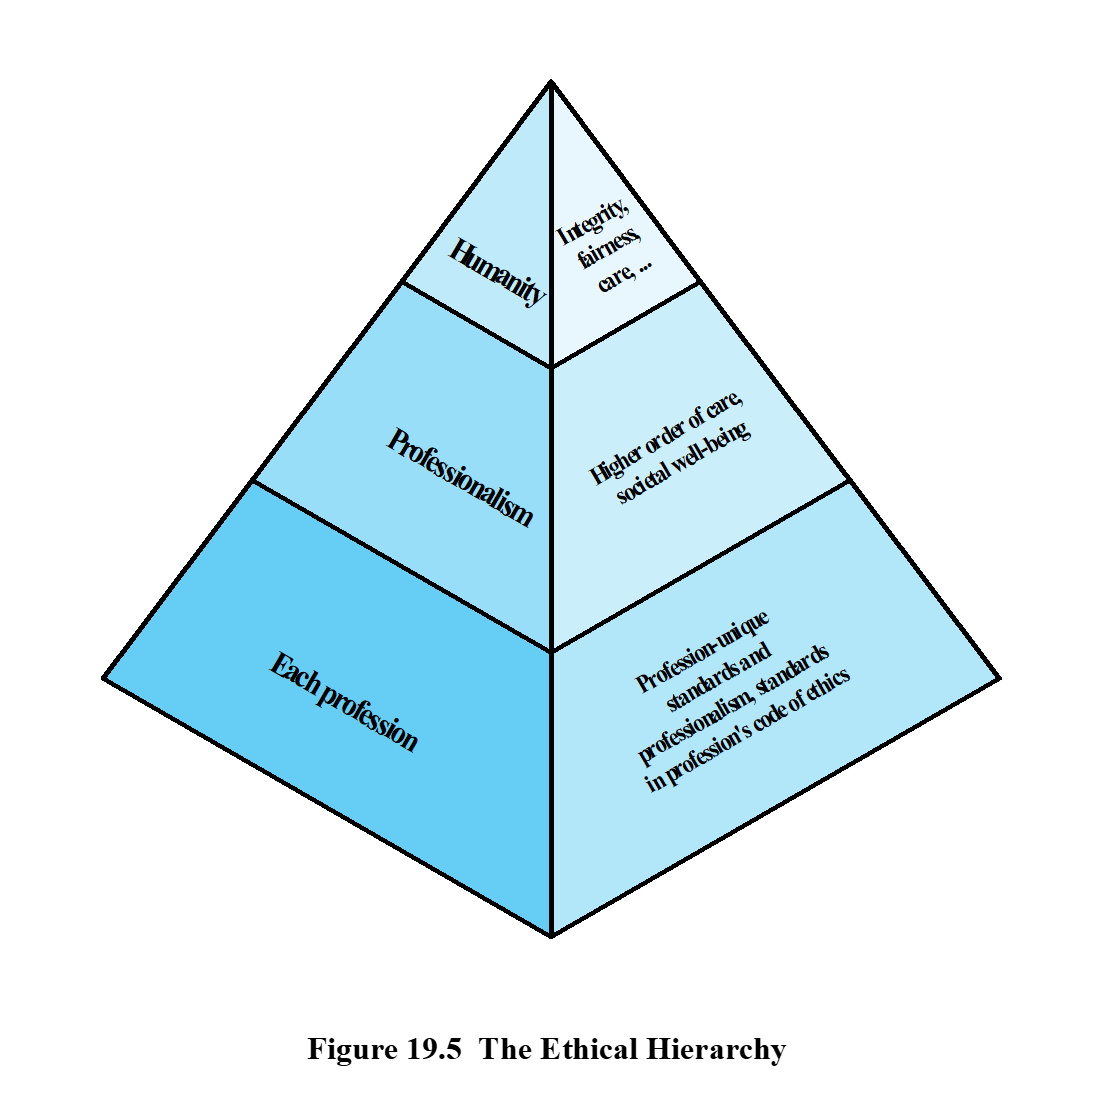 Humanity
Integrity,
fairness,
care, ...
Professionalism
Higher order of care,
societal well-being
Each profession
Profession-unique
standards and
professionalism, standards
in profession's code of ethics
Figure 19.5  The Ethical Hierarchy